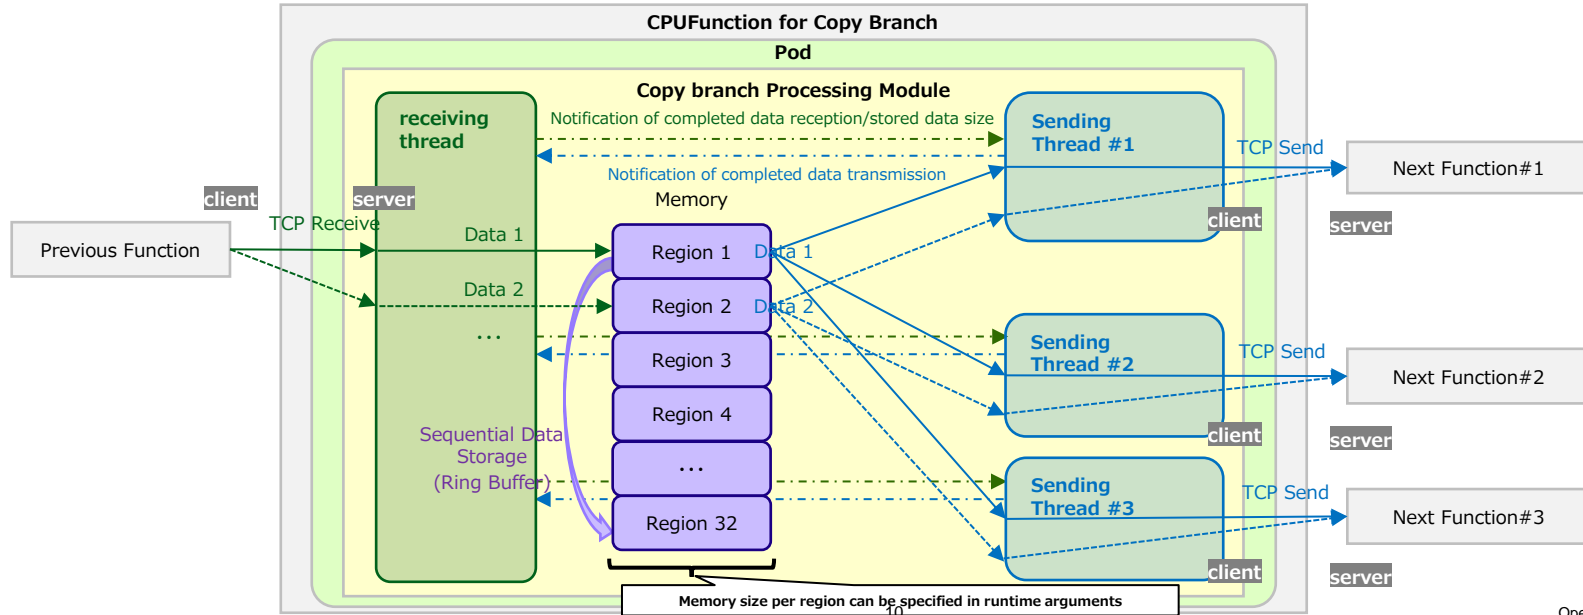 CPUFunction for Copy Branch
Pod
Copy branch Processing Module
receiving
thread
Notification of completed data reception/stored data size
Notification of completed data transmission
Memory
Sending
Thread #1
TCP Send
Next Function#1
client
server
client
server
TCP Receive
Previous Function
Data 1
Data 2
...
Region 1
Region 2
Region 3
Region 4
...
Region 32
Data 1
Data 2
Sequential Data
Storage
(Ring Buffer)
Sending
Thread #2
TCP Send
Next Function#2
client
server
Sending
Thread #3
TCP Send
Next Function#3
client
server
Memory size per region can be specified in runtime arguments
10